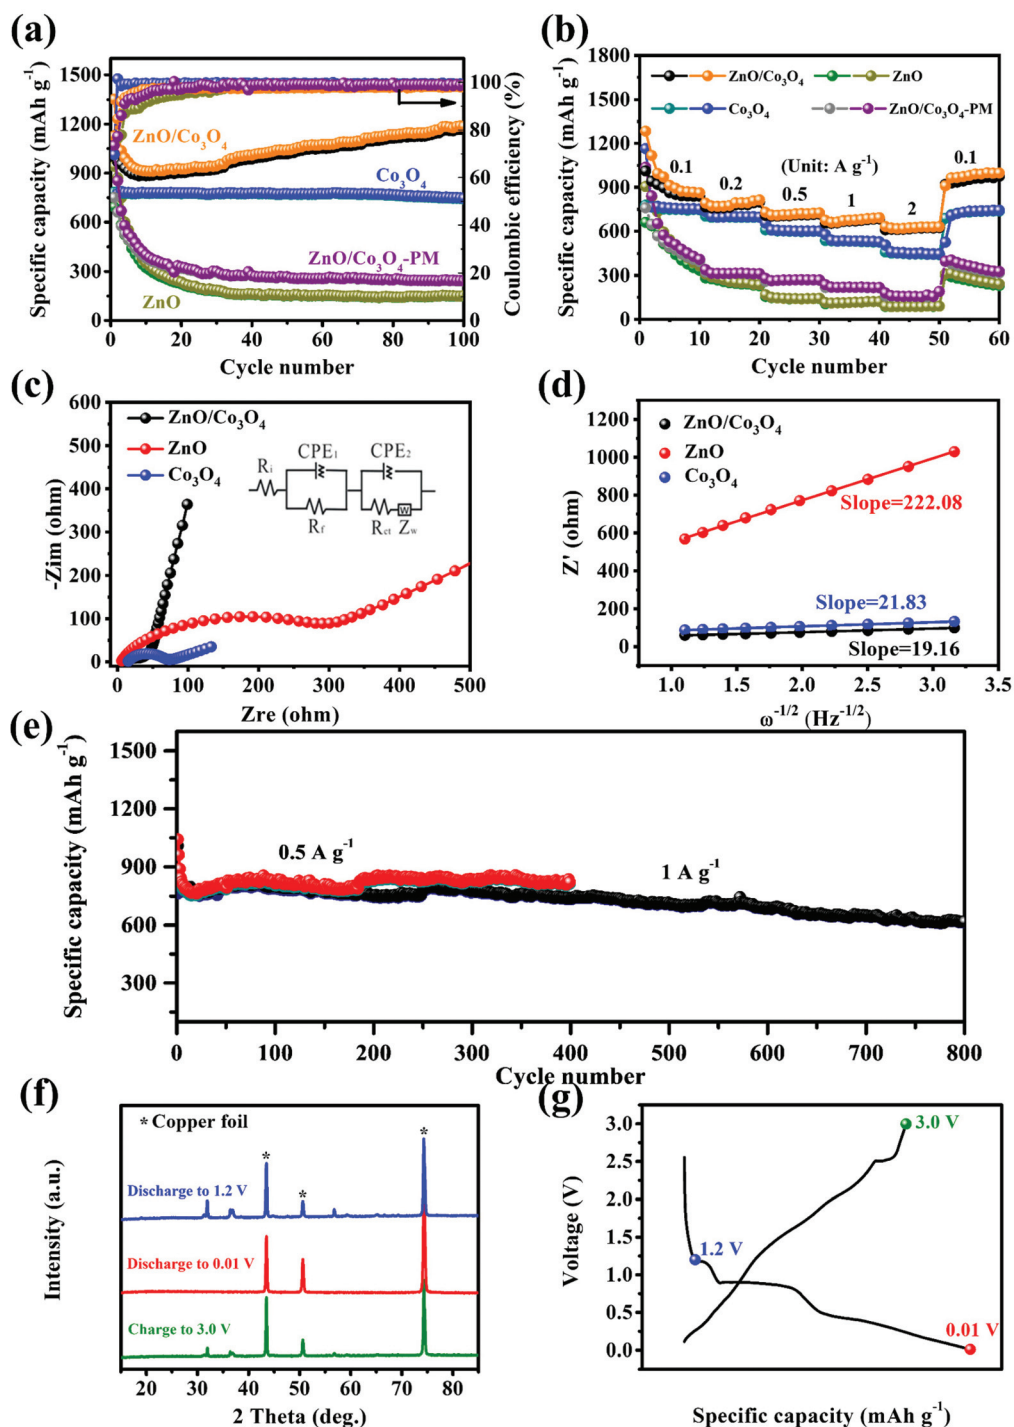 (a)
Specific capacity (mAh g⁻¹)
1500
1200
900
600
300
0
ZnO/Co₃O₄
Co₃O₄
ZnO/Co₃O₄-PM
ZnO
100
80
60
40
20
0
Coulombic efficiency (%)
0 20 40 60 80 100
Cycle number
(b)
Specific capacity (mAh g⁻¹)
1800
1500
1200
900
600
300
0
ZnO/Co₃O₄ ZnO
Co₃O₄ ZnO/Co₃O₄-PM
(Unit: A g⁻¹)
0.1 0.2 0.5 1 2 0.1
0 10 20 30 40 50 60
Cycle number
(c)
-Zim (ohm)
600
500
400
300
200
100
0
ZnO/Co₃O₄
ZnO
Co₃O₄
Rᵢ CPE₁ CPE₂
R_f R_ct Z_w
W
0 100 200 300 400 500
Zre (ohm)
(d)
Z' (ohm)
1200
1000
800
600
400
200
0
ZnO/Co₃O₄
ZnO
Co₃O₄
Slope=222.08
Slope=21.83
Slope=19.16
1.0 1.5 2.0 2.5 3.0 3.5
ω⁻¹/² (Hz⁻¹/²)
(e)
Specific capacity (mAh g⁻¹)
1500
1200
900
600
300
0.5 A g⁻¹
1 A g⁻¹
0 100 200 300 400 500 600 700 800
Cycle number
(f)
Intensity (a.u.)
* Copper foil
* * *
Discharge to 1.2 V
Discharge to 0.01 V
Charge to 3.0 V
20 30 40 50 60 70 80
2 Theta (deg.)
(g)
Voltage (V)
3.0
2.5
2.0
1.5
1.0
0.5
0.0
3.0 V
1.2 V
0.01 V
Specific capacity (mAh g⁻¹)